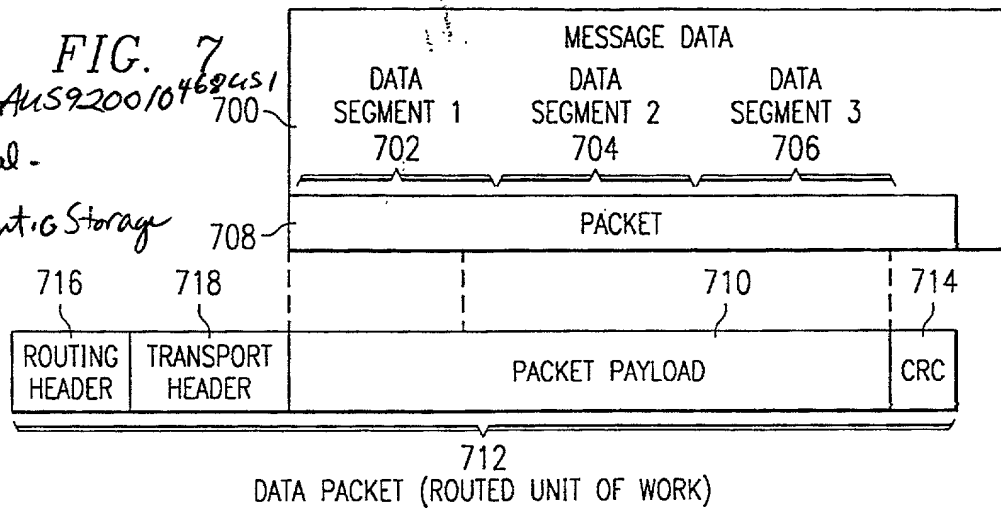 FIG. 7
AUS920010468US1
MESSAGE DATA
700
DATA SEGMENT 1
702
DATA SEGMENT 2
704
DATA SEGMENT 3
706
Storage
708
PACKET
716
718
710
714
ROUTING HEADER
TRANSPORT HEADER
PACKET PAYLOAD
CRC
712
DATA PACKET (ROUTED UNIT OF WORK)